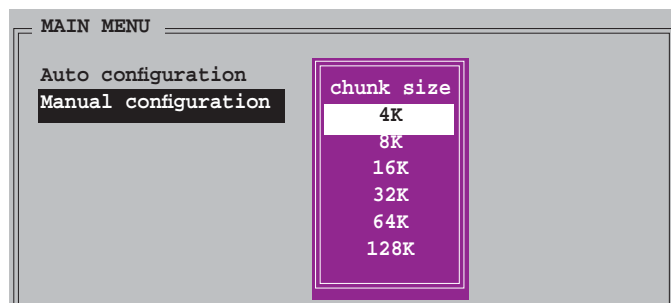 MAIN MENU
Auto configuration
Manual configuration
chunk size
4K
8K
16K
32K
64K
128K